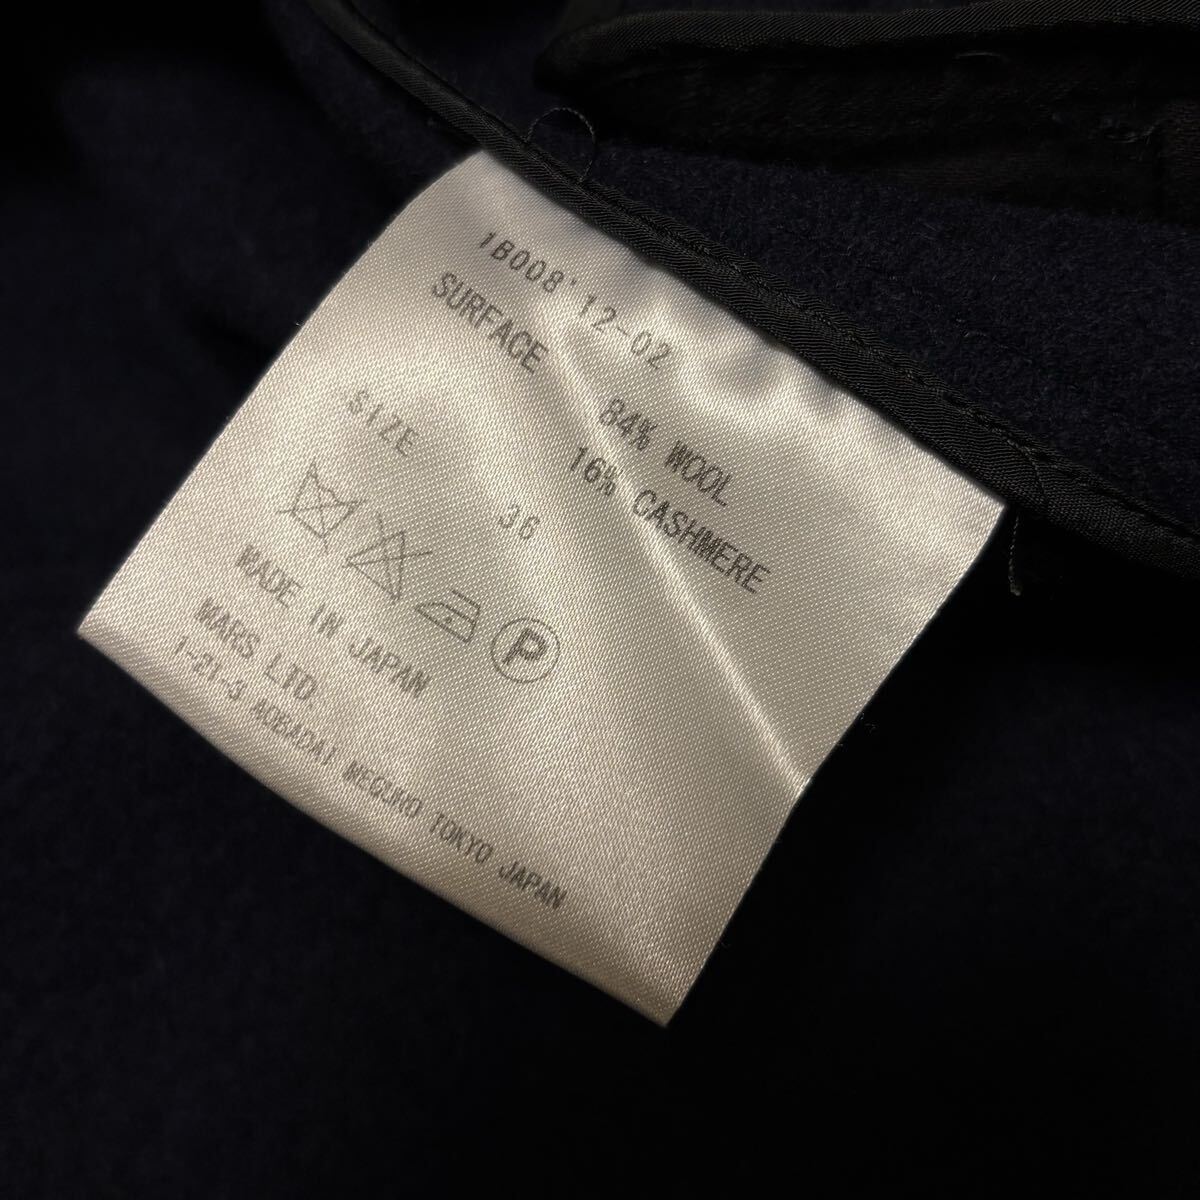 1B008'12-02
SURFACE 84% WOOL
16% CASHMERE
SIZE 36
P
MADE IN JAPAN
MARS LTD.
1-21-3 AOBADAI MEGURO TOKYO JAPAN